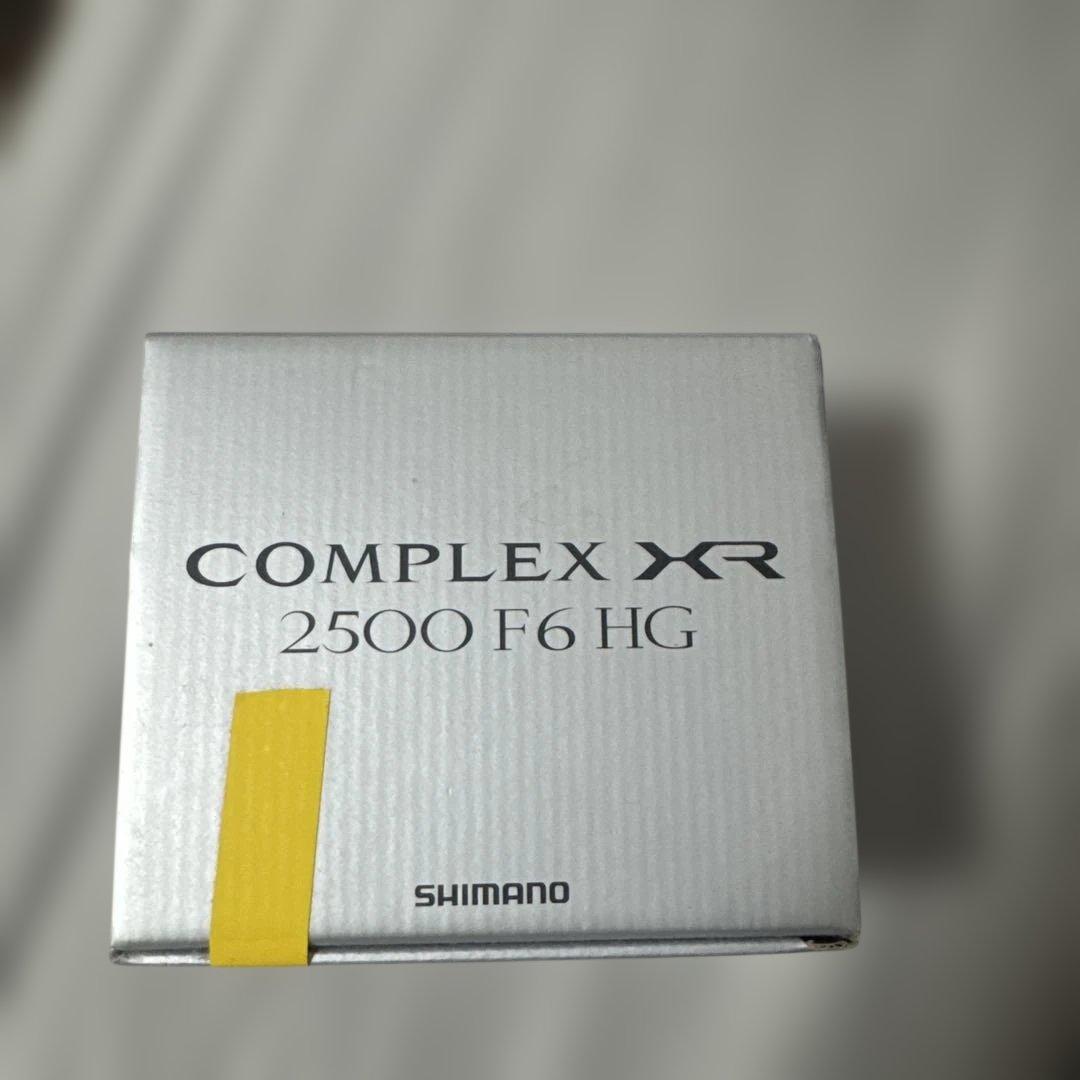 COMPLEX XR
2500 F6 HG
SHIMANO